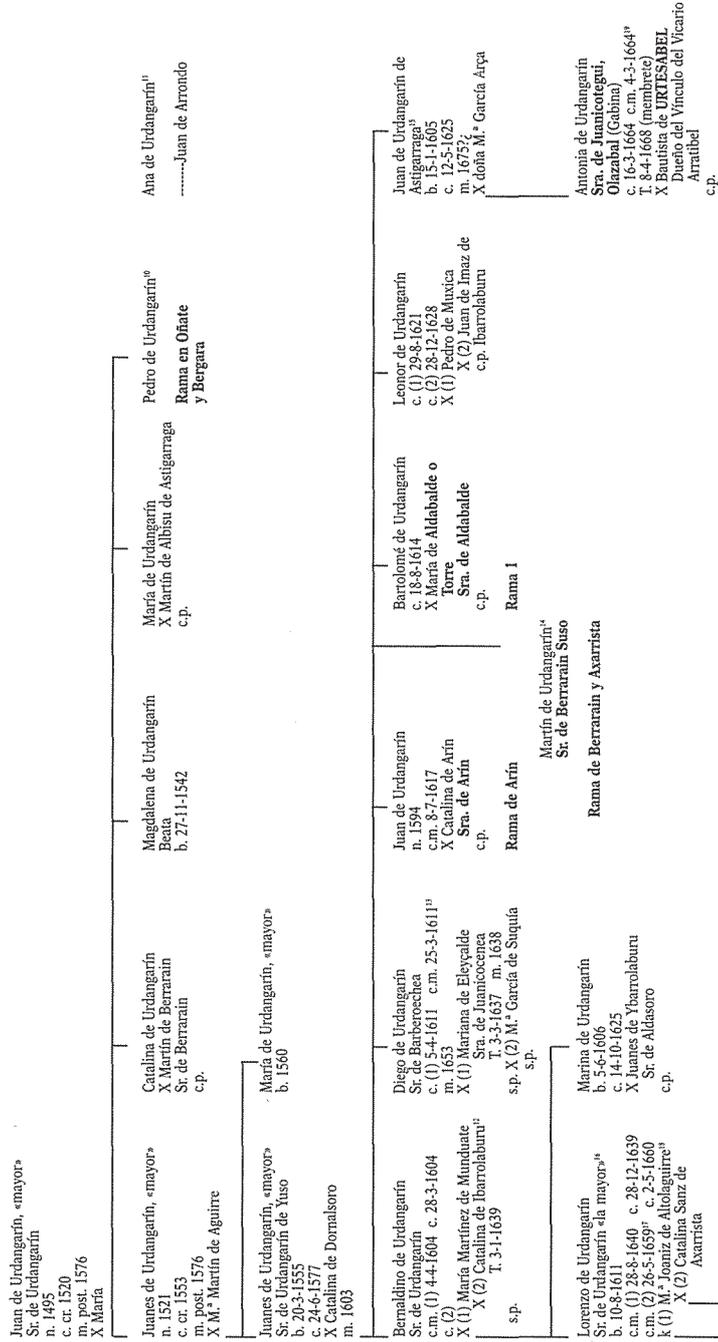 Juan de Urdangarín, «mayor»
Sr. de Urdangarín
n. 1495
c. cr. 1520
m. post. 1576
X María
Juanes de Urdangarín, «mayor»
n. 1521
c. cr. 1553
m. post. 1576
X M.ª Martín de Aguirre
Catalina de Urdangarín
X Martín de Berrarain
Sr. de Berrarain
c.p.
Magdalena de Urdangarín
Beata
b. 27-11-1542
María de Urdangarín
X Martín de Albisu de Astigarraga
c.p.
Pedro de Urdangarín¹⁰
Rama en Oñate
y Bergara
Ana de Urdangarín¹¹
--------Juan de Arrondo
Juanes de Urdangarín, «mayor»
Sr. de Urdangarín de Yuso
b. 20-3-1555
c. 24-6-1577
X Catalina de Dornalsoro
m. 1603
María de Urdangarín, «mayor»
b. 1560
Bernaldino de Urdangarín
Sr. de Urdangarín
c.m. (1) 4-4-1604 c. 28-3-1604
c. (2)
X (1) María Martínez de Munduate
X (2) Catalina de Ibarrolaburu¹²
T. 3-1-1639
s.p.
Diego de Urdangarín
Sr. de Barberoechea
c. (1) 5-4-1611 c.m. 25-3-1611¹³
m. 1653
X (1) Mariana de Eleyçalde
Sra. de Juanicocenea
T. 3-3-1637 m. 1638
s.p. X (2) M.ª García de Suquía
s.p.
Juan de Urdangarín
n. 1594
c.m. 8-7-1617
X Catalina de Arín
Sra. de Arín
c.p.
Rama de Arín
Bartolomé de Urdangarín
c. 18-8-1614
X María de Aldabalde o
Torre
Sra. de Aldabalde
c.p.
Rama 1
Leonor de Urdangarín
c. (1) 29-8-1621
c. (2) 28-12-1628
X (1) Pedro de Muxica
X (2) Juan de Imaz de
c.p. Ibarrolaburu
Juan de Urdangarín de
Astigarraga¹⁵
b. 15-1-1605
c. 12-5-1625
m. 1675?¿
X doña M.ª García Arça
Martín de Urdangarín¹⁴
Sr. de Berrarain Suso
Rama de Berrarain y Axarrista
Lorenzo de Urdangarín
Sr. de Urdangarín «la mayor»¹⁶
b. 10-8-1611
c.m. (1) 28-8-1640 c. 28-12-1639
c.m. (2) 26-5-1659¹⁷ c. 2-5-1660
k (1) M.ª Joaniz de Altolaguirre¹⁸
X (2) Catalina Sanz de
Axarrista
Marina de Urdangarín
b. 5-6-1606
c. 14-10-1625
X Juanes de Ybarrolaburu
Sr. de Aldasoro
c.p.
Antonia de Urdangarín
Sra. de Juanicotegui,
Olazabal (Gabina)
c. 16-3-1664 c.m. 4-3-1664¹⁹
T. 8-4-1668 (membrete)
X Bautista de URTESABEL
Dueño del Vínculo del Vicario
Arratibel
c.p.